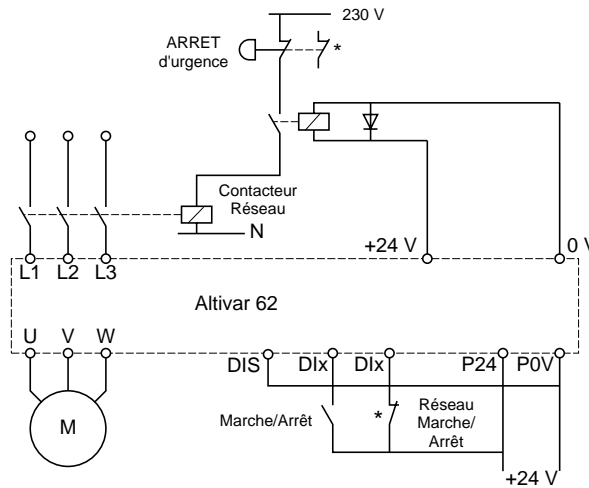 230 V
ARRET
d'urgence
*
Contacteur
Réseau
N
+24 V
0 V
L1 L2 L3
Altivar 62
U V W
DIS DIx DIx P24 P0V
M
Marche/Arrêt
*
Réseau
Marche/
Arrêt
+24 V